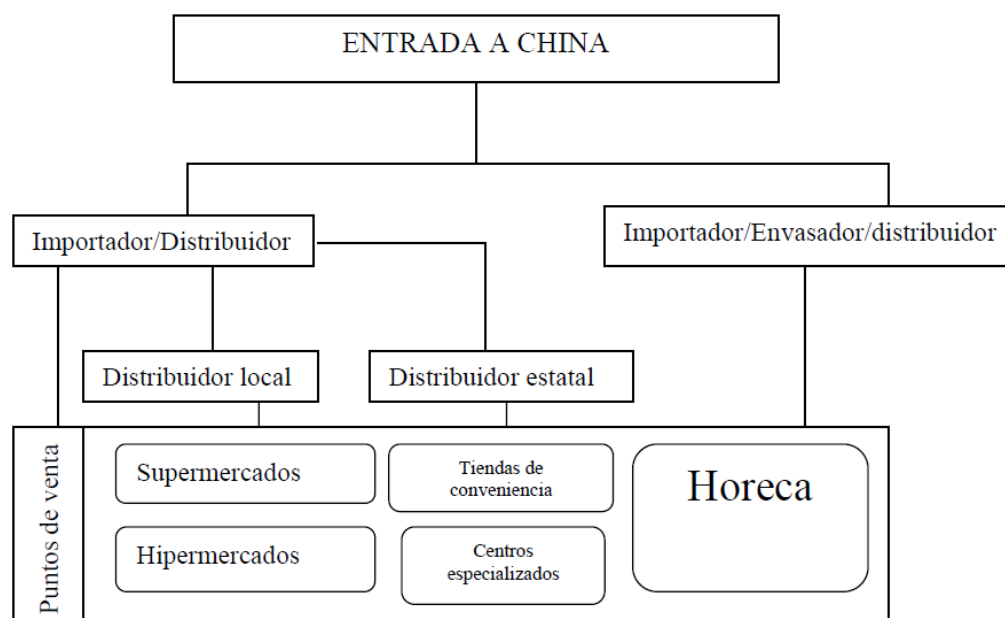 ENTRADA A CHINA
Importador/Distribuidor
Importador/Envasador/distribuidor
Distribuidor local
Distribuidor estatal
Puntos de venta
Supermercados
Tiendas de
conveniencia
Horeca
Hipermercados
Centros
especializados